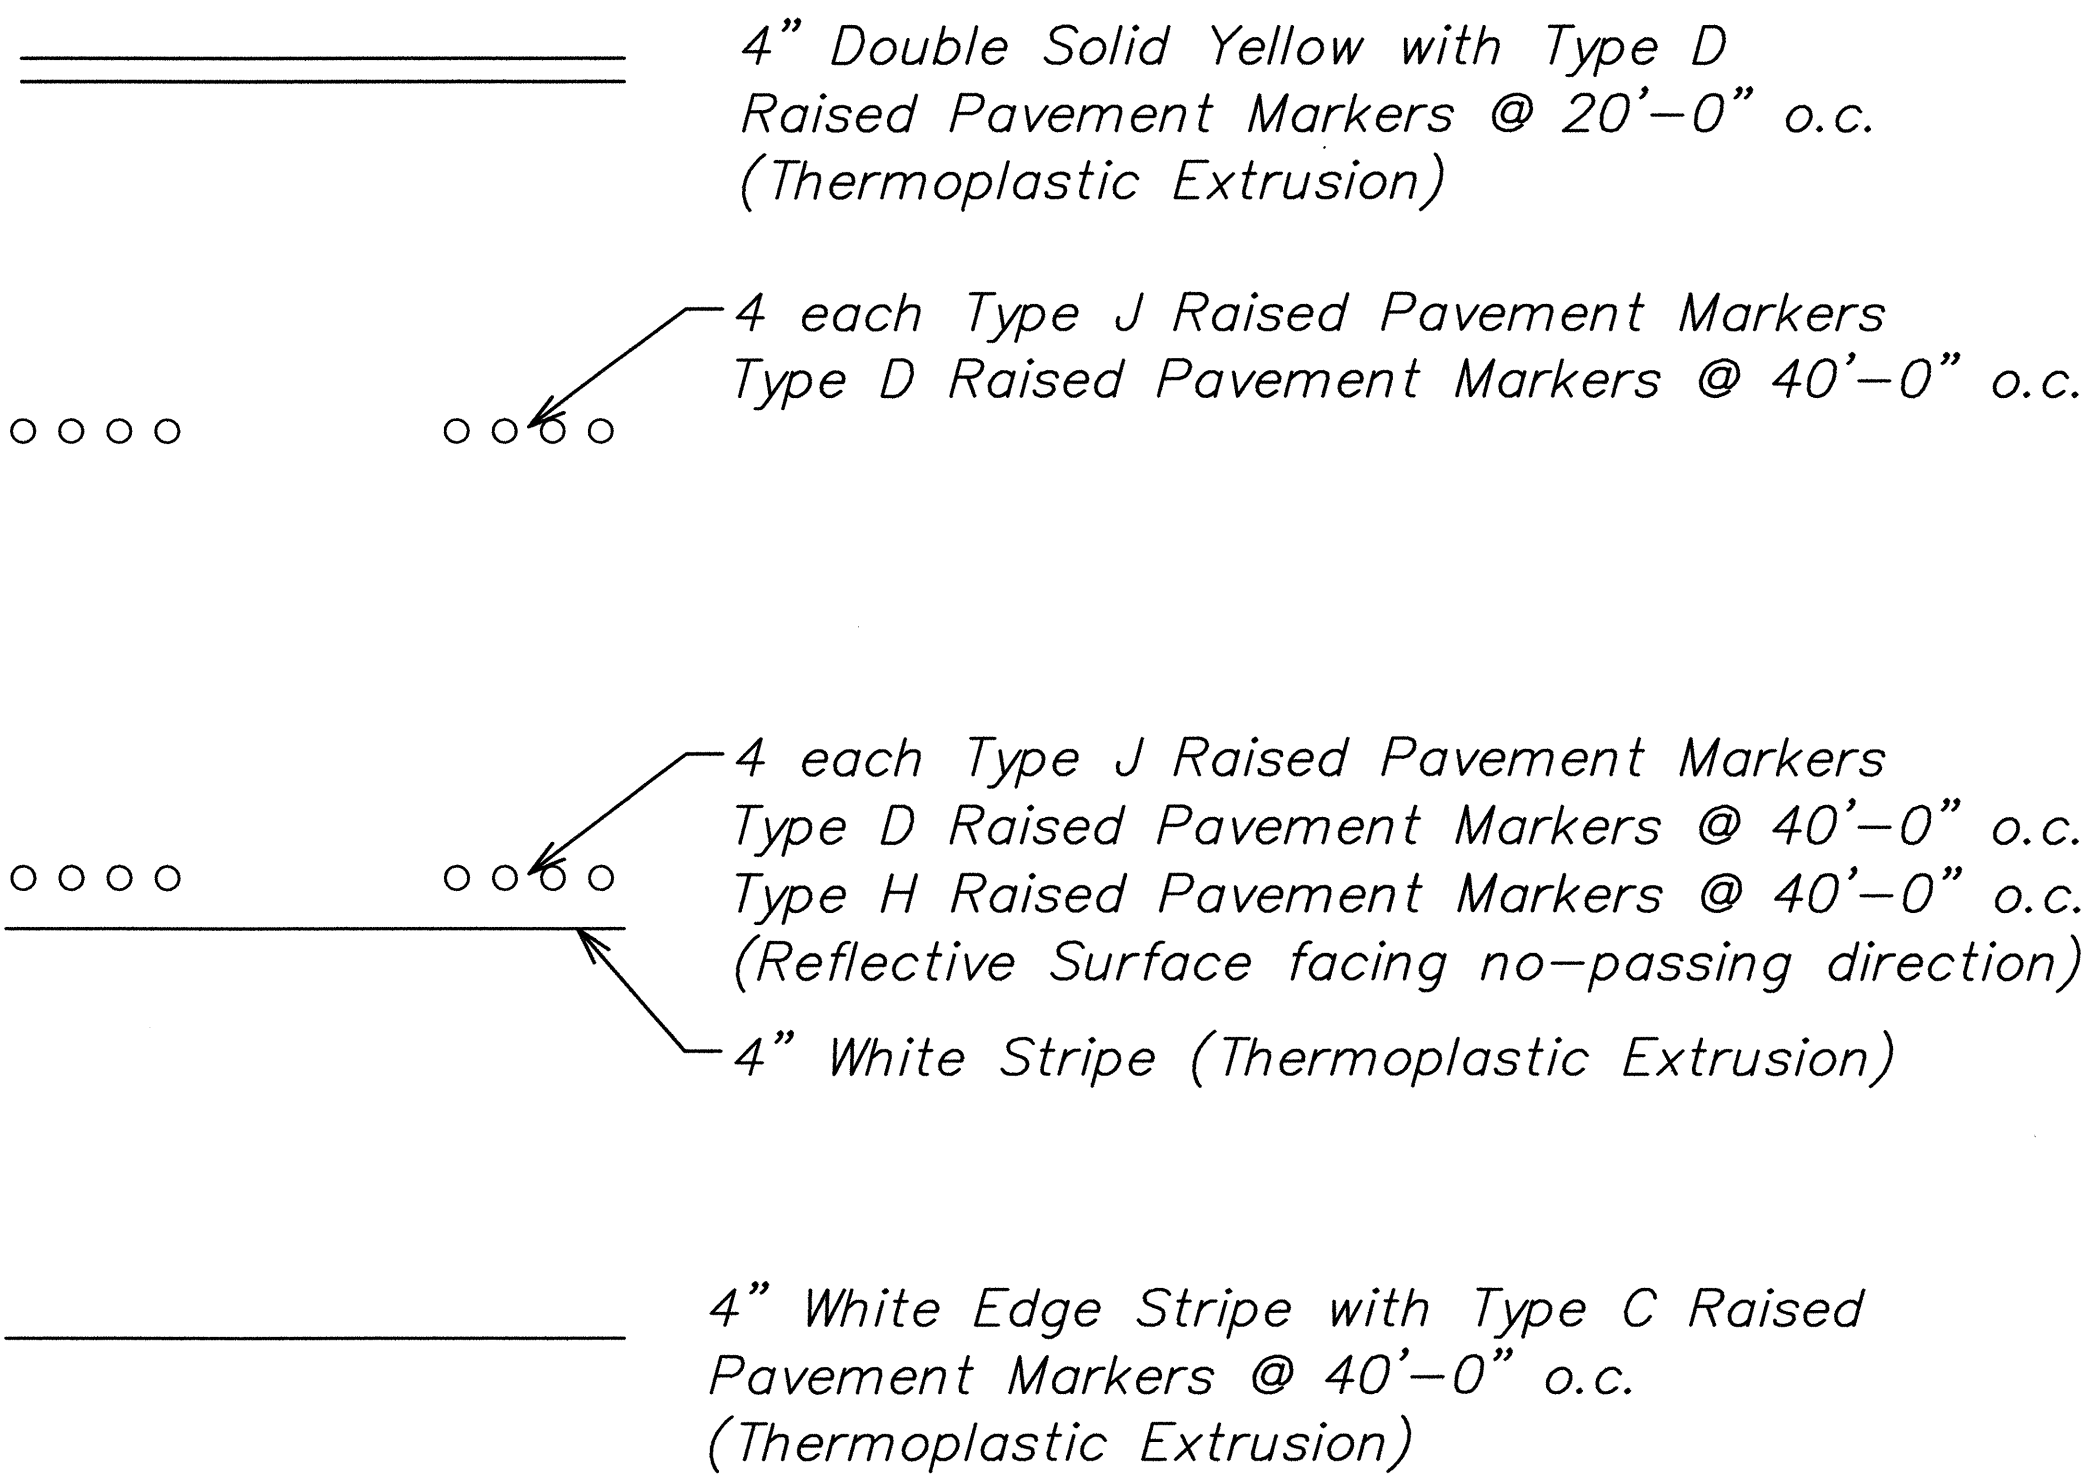 4” Double Solid Yellow with Type D
Raised Pavement Markers @ 20’–0” o.c.
(Thermoplastic Extrusion)
4 each Type J Raised Pavement Markers
Type D Raised Pavement Markers @ 40’–0” o.c.
4 each Type J Raised Pavement Markers
Type D Raised Pavement Markers @ 40’–0” o.c.
Type H Raised Pavement Markers @ 40’–0” o.c.
(Reflective Surface facing no–passing direction)
4” White Stripe (Thermoplastic Extrusion)
4” White Edge Stripe with Type C Raised
Pavement Markers @ 40’–0” o.c.
(Thermoplastic Extrusion)